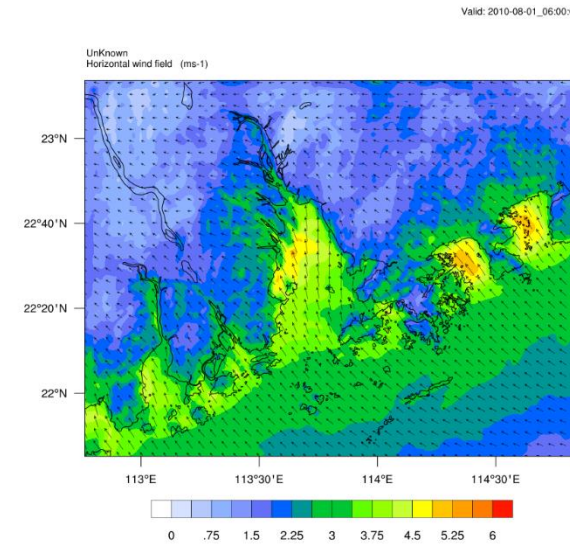 Valid: 2010-08-01_06:00:
UnKnown
Horizontal wind field (ms-1)
23°N
22°40'N
22°20'N
22°N
113°E
113°30'E
114°E
114°30'E
0 .75 1.5 2.25 3 3.75 4.5 5.25 6